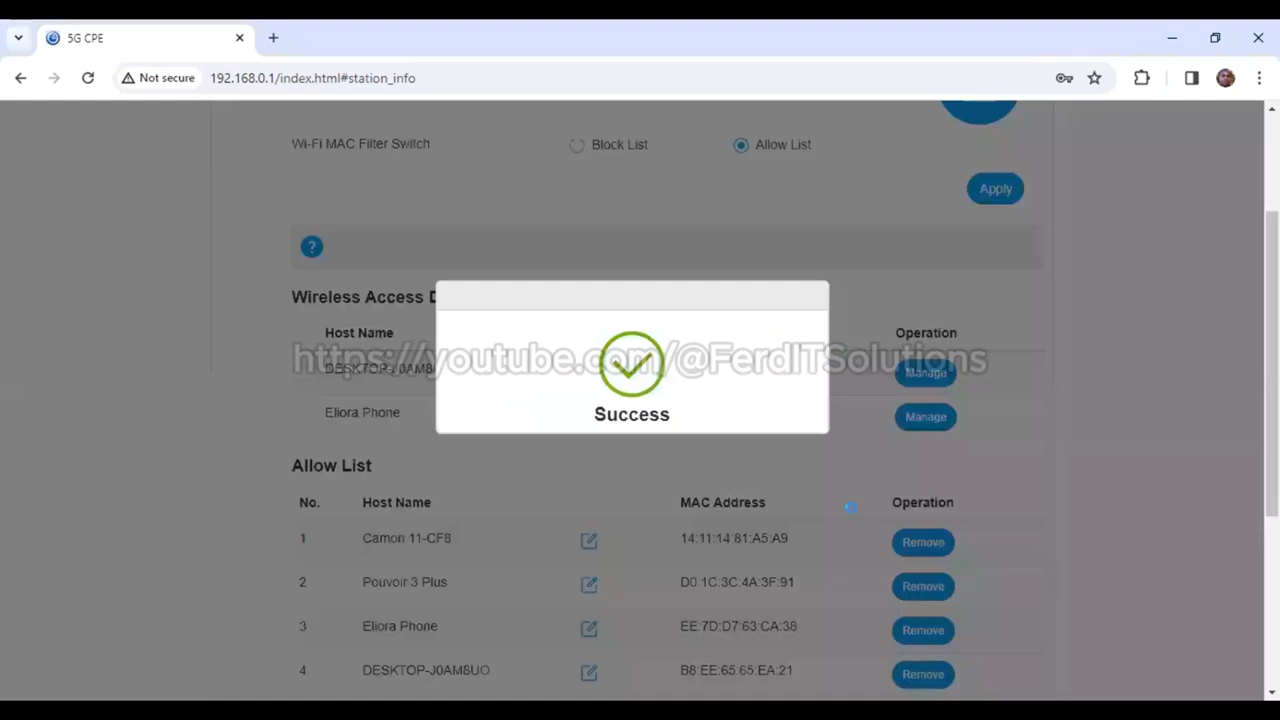 5G CPE
Not secure
192.168.0.1/index.html#station_info
Wi-Fi MAC Filter Switch
Block List
Allow List
Apply
?
Wireless Access D
Host Name
Operation
https://youtube.com/@FerdITSolutions
DESKTOP-J0AM8
Manage
Eliora Phone
Manage
Success
Allow List
No.
Host Name
MAC Address
Operation
1
Camon 11-CF8
14:11:14:81:A5:A9
Remove
2
Pouvoir 3 Plus
D0:1C:3C:4A:3F:91
Remove
3
Eliora Phone
EE:7D:D7:63:CA:38
Remove
4
DESKTOP-J0AM8UO
B8:EE:65:65:EA:21
Remove